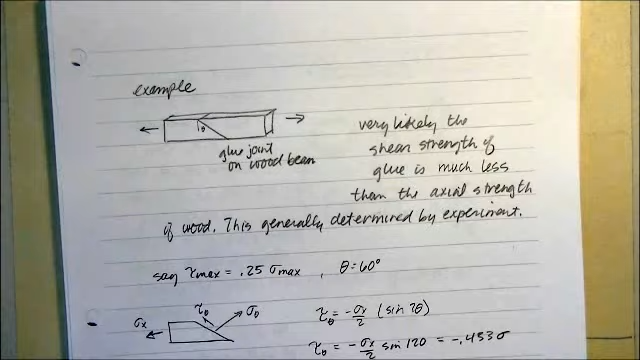 example
θ
glue joint
on wood beam
very likely the
shear strength of
glue is much less
than the axial strength
of wood. This generally determined by experiment.
say τmax = .25 σmax , θ=60°
σx τθ σθ
τθ = -σx/2 (sin 2θ)
τθ = -σx/2 sin 120 = -.433σ